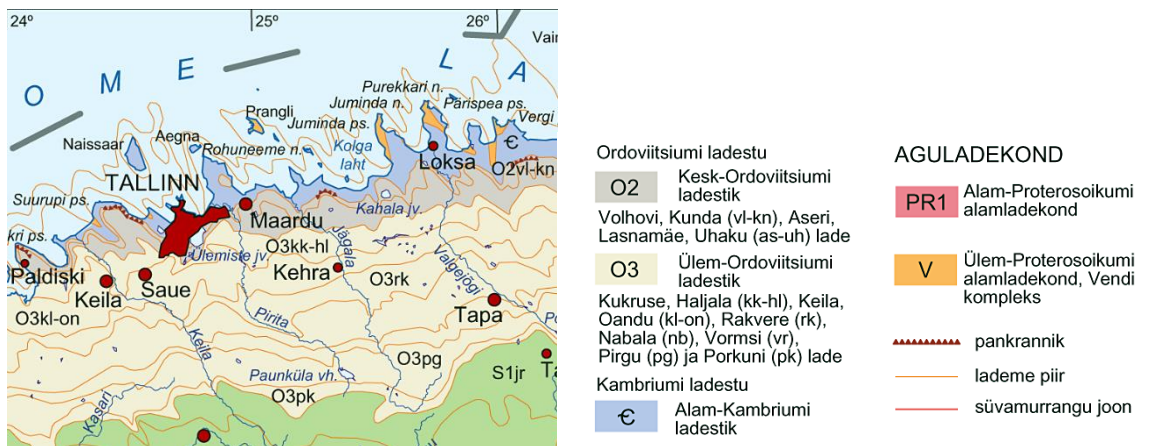 24º
25º
26º
Vain
O M E L A
Purekkari n.
Juminda n.
Pärispea ps.
Prangli
Juminda ps.
Vergi
Aegna
Naissaar
Rohuneeme n.
Kolga
laht
Loksa
Є
O2vl-kn
TALLINN
Suurupi ps.
Maardu
Kahala jv.
kri ps.
Ülemiste jv.
O3kk-hl
Jägala
Paldiski
Keila
Saue
Kehra
O3rk
Valgejõgi
O3kl-on
Pirita
Tapa
Keila
O3pg
Paunküla vh.
S1jr
Ta
O3pk
Kasari
Ordoviitsiumi ladestu
O2
Kesk-Ordoviitsiumi
ladestik
Volhovi, Kunda (vl-kn), Aseri,
Lasnamäe, Uhaku (as-uh) lade
O3
Ülem-Ordoviitsiumi
ladestik
Kukruse, Haljala (kk-hl), Keila,
Oandu (kl-on), Rakvere (rk),
Nabala (nb), Vormsi (vr),
Pirgu (pg) ja Porkuni (pk) lade
Kambriumi ladestu
Є
Alam-Kambriumi
ladestik
AGULADEKOND
PR1
Alam-Proterosoikumi
alamladekond
V
Ülem-Proterosoikumi
alamladekond, Vendi
kompleks
pankrannik
lademe piir
süvamurrangu joon